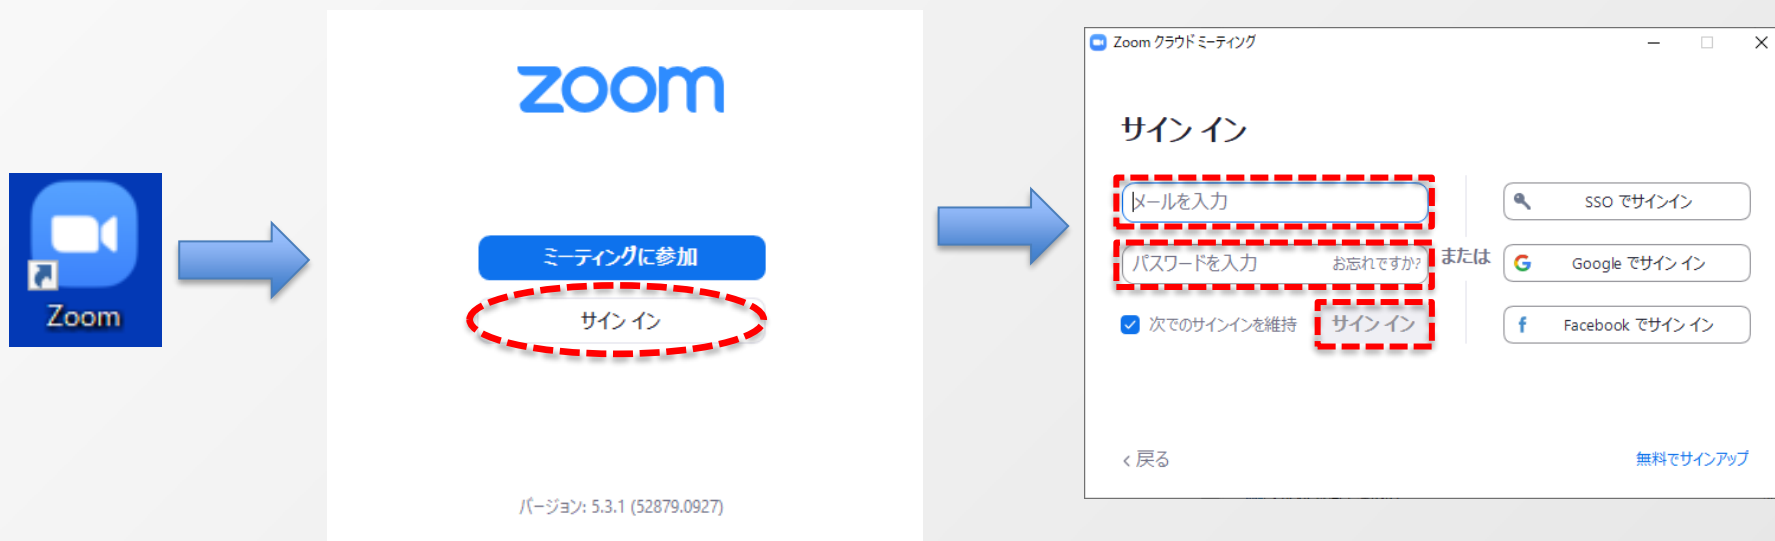 Zoom
zoom
ミーティングに参加
サイン イン
バージョン: 5.3.1 (52879.0927)
Zoom クラウド ミーティング
サイン イン
メールを入力
パスワードを入力 お忘れですか?
次でのサインインを維持 サイン イン
または
SSO でサインイン
Google でサイン イン
Facebook でサイン イン
戻る
無料でサインアップ